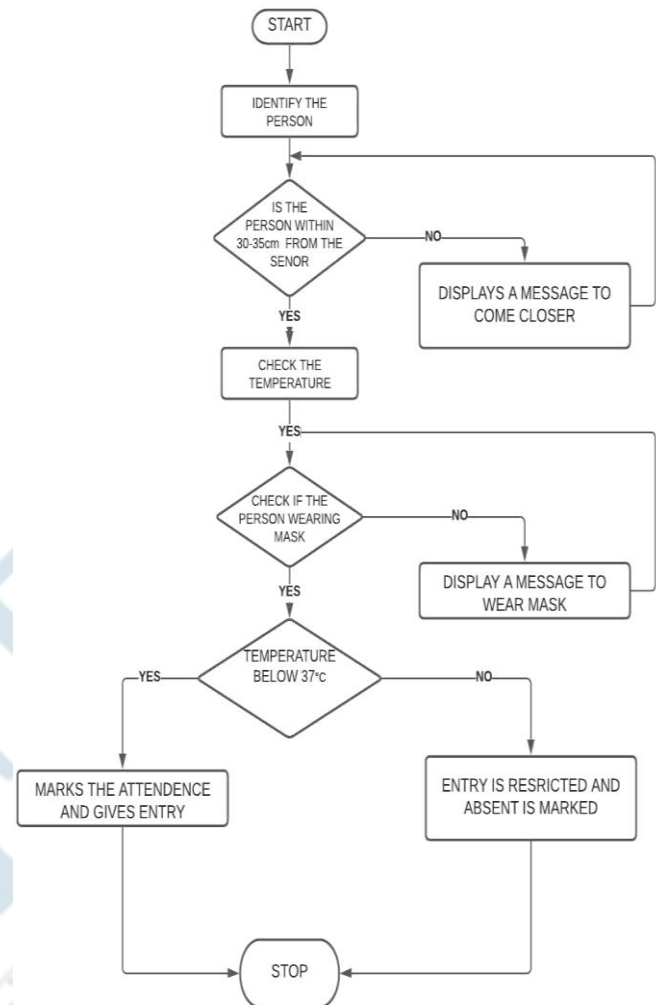 START
IDENTIFY THE
PERSON
IS THE
PERSON WITHIN
30-35cm FROM THE
SENOR
NO
DISPLAYS A MESSAGE TO
COME CLOSER
YES
CHECK THE
TEMPERATURE
YES
CHECK IF THE
PERSON WEARING
MASK
NO
DISPLAY A MESSAGE TO
WEAR MASK
YES
TEMPERATURE
BELOW 37°C
YES
NO
MARKS THE ATTENDENCE
AND GIVES ENTRY
ENTRY IS RESRICTED AND
ABSENT IS MARKED
STOP